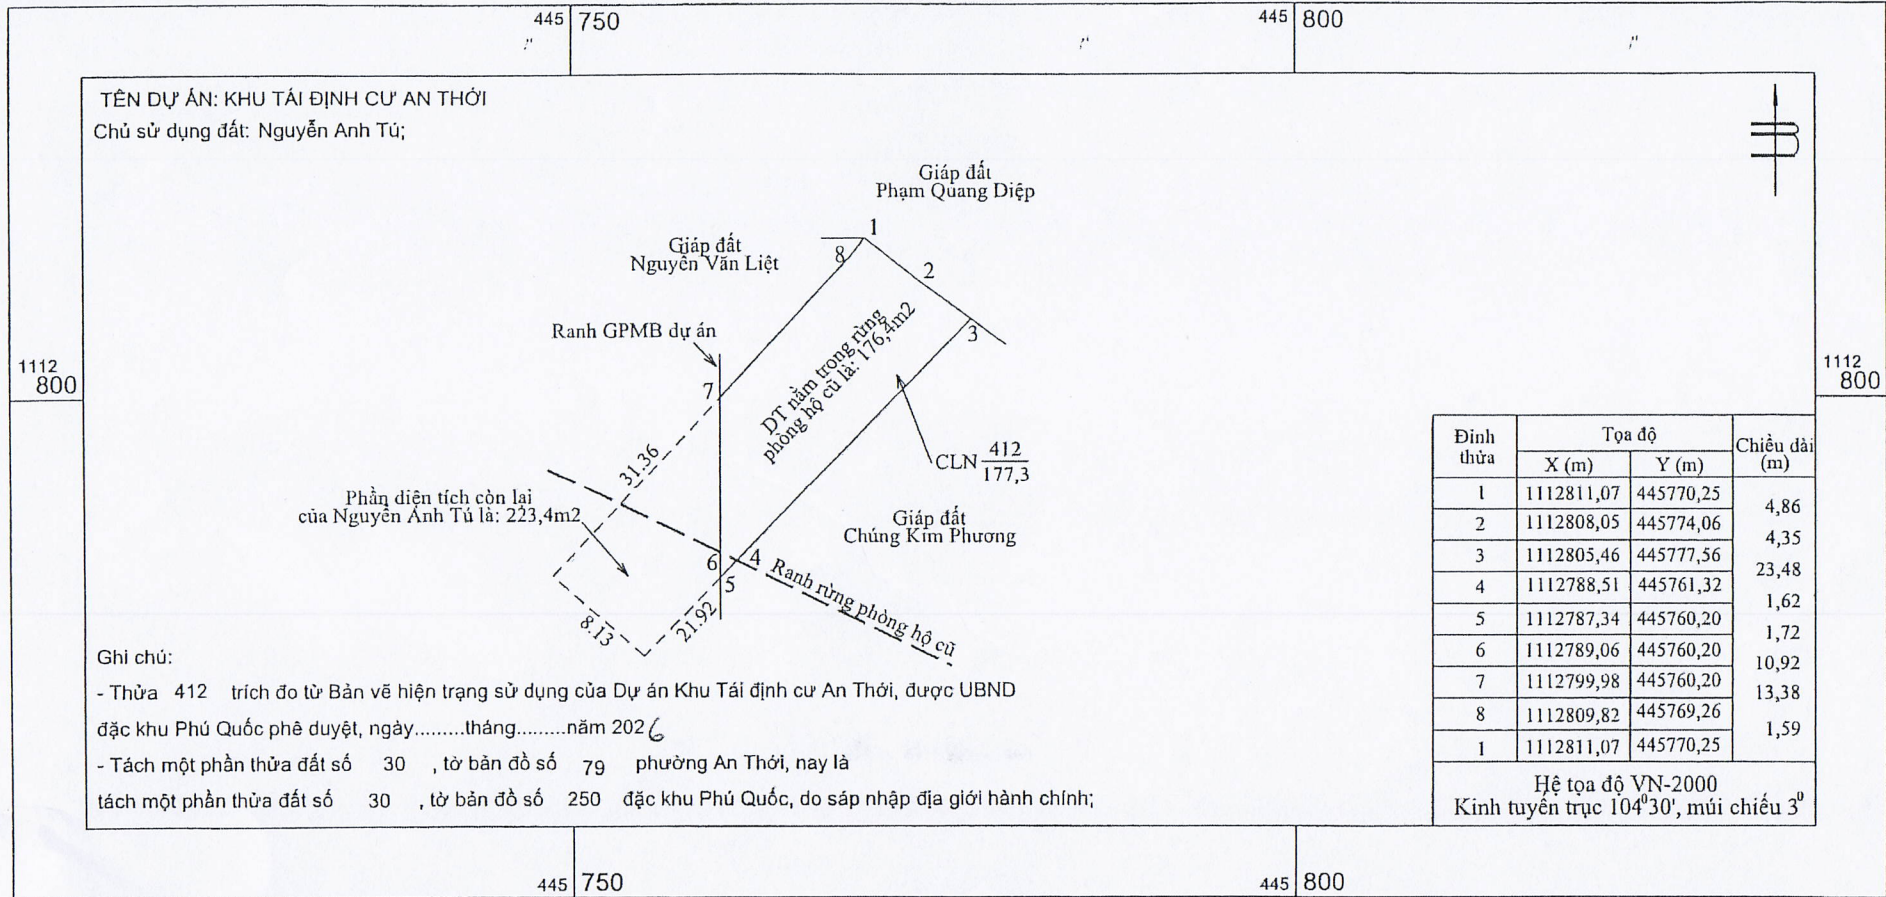 445 750
445 800
TÊN DỰ ÁN: KHU TÁI ĐỊNH CƯ AN THỚI
Chủ sử dụng đất: Nguyễn Anh Tú;
Giáp đất
Phạm Quang Diệp
Giáp đất
Nguyễn Văn Liệt
1
8
2
3
Ranh GPMB dự án
7
DT nằm trong rừng
phòng hộ cũ là: 176,4m2
1112
800
1112
800
31.36
CLN 412
177,3
Phần diện tích còn lại
của Nguyễn Anh Tú là: 223,4m2
Giáp đất
Chúng Kim Phương
6
4
5
Ranh rừng phòng hộ cũ
8.13
21.92
Đỉnh thửa | Tọa độ | Chiều dài (m)
X (m) | Y (m)
1 | 1112811,07 | 445770,25
4,86
2 | 1112808,05 | 445774,06
4,35
3 | 1112805,46 | 445777,56
23,48
4 | 1112788,51 | 445761,32
1,62
5 | 1112787,34 | 445760,20
1,72
6 | 1112789,06 | 445760,20
10,92
7 | 1112799,98 | 445760,20
13,38
8 | 1112809,82 | 445769,26
1,59
1 | 1112811,07 | 445770,25
Hệ tọa độ VN-2000
Kinh tuyến trục 104⁰30', múi chiếu 3⁰
Ghi chú:
- Thửa 412 trích đo từ Bản vẽ hiện trạng sử dụng của Dự án Khu Tái định cư An Thới, được UBND
đặc khu Phú Quốc phê duyệt, ngày.........tháng.........năm 2026
- Tách một phần thửa đất số 30 , tờ bản đồ số 79 phường An Thới, nay là
tách một phần thửa đất số 30 , tờ bản đồ số 250 đặc khu Phú Quốc, do sáp nhập địa giới hành chính;
445 750
445 800